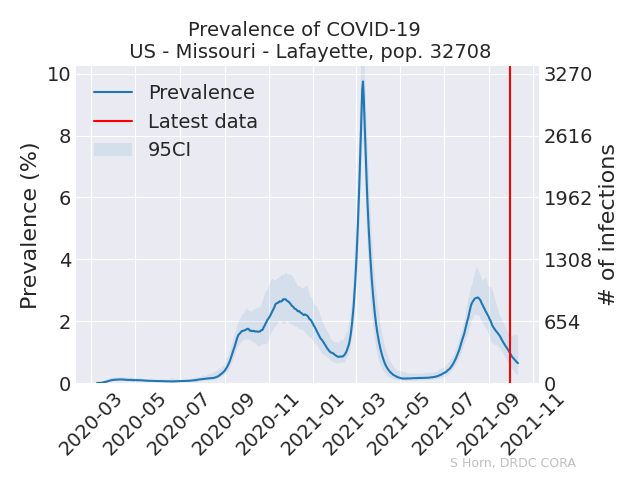 Prevalence of COVID-19
US - Missouri - Lafayette, pop. 32708
Prevalence (%)
10
8
6
4
2
0
Prevalence
Latest data
95CI
3270
2616
1962
1308
654
0
# of infections
2020-03
2020-05
2020-07
2020-09
2020-11
2021-01
2021-03
2021-05
2021-07
2021-09
2021-11
S Horn, DRDC CORA